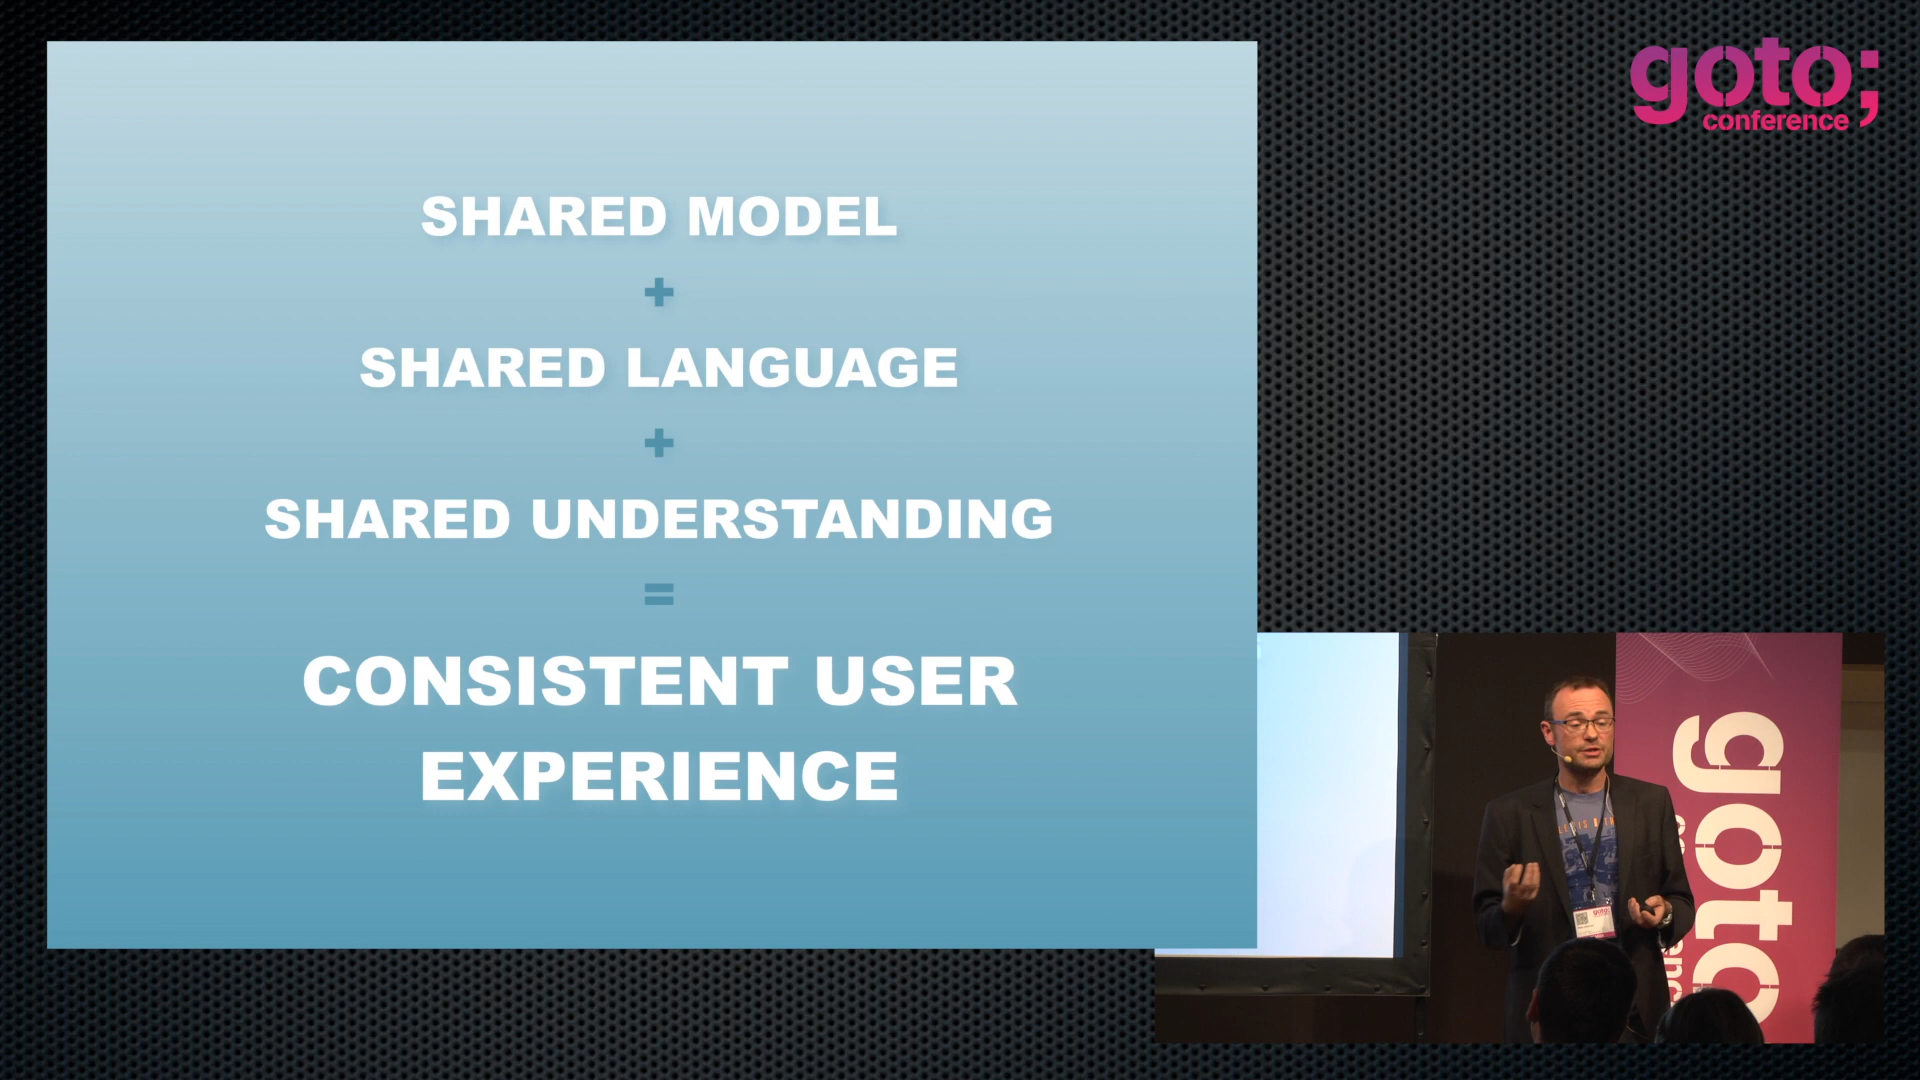 SHARED MODEL
+
SHARED LANGUAGE
+
SHARED UNDERSTANDING
=
CONSISTENT USER
EXPERIENCE
goto;
conference
goto